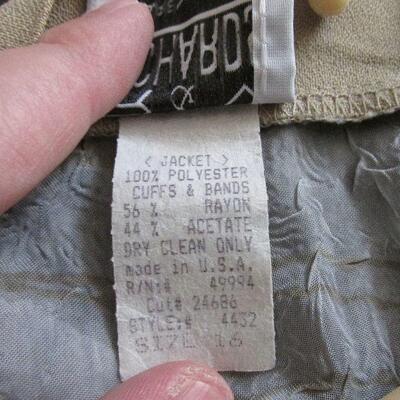 CHARD
< JACKET >
100% POLYESTER
CUFFS & BANDS
56 % RAYON
44 % ACETATE
DRY CLEAN ONLY
made in U.S.A.
R/N:# 49994
Cut# 24686
STYLE:# 4432
SIZE 16